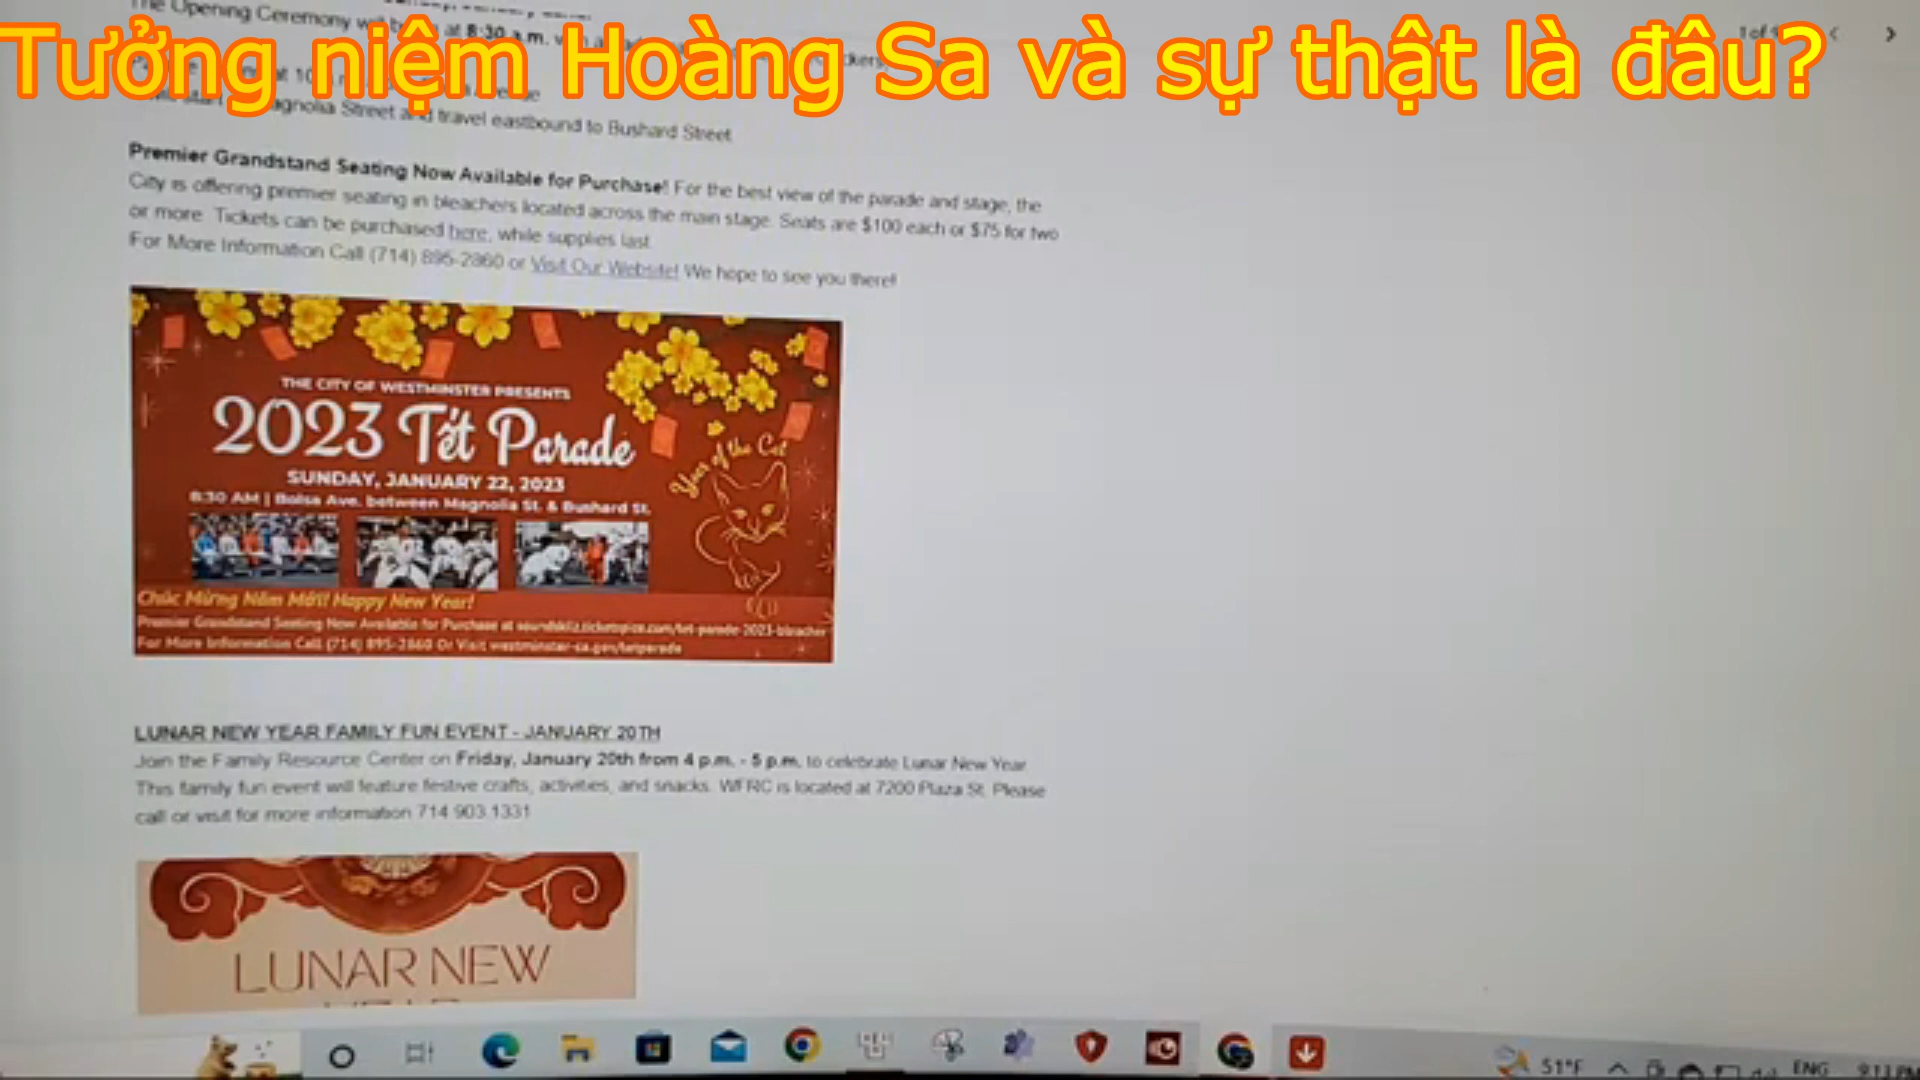 Tưởng niệm Hoàng Sa và sự thật là đâu?
The Opening Ceremony at 8:30 a.m.
Magnolia Street and travel eastbound to Bushard Street
Premier Grandstand Seating Now Available for Purchase! For the best view of the parade and stage, the
City is offering premier seating in bleachers located across the main stage. Seats are $100 each or $75 for two
or more. Tickets can be purchased here, while supplies last.
For More Information Call (714) 895-2860 or Visit Our Website! We hope to see you there!
THE CITY OF WESTMINSTER PRESENTS
2023 Tết Parade
SUNDAY, JANUARY 22, 2023
8:30 AM | Bolsa Ave. between Magnolia St. & Bushard St.
Year of the Cat
Chúc Mừng Năm Mới! Happy New Year!
Premier Grandstand Seating Now Available for Purchase at
For More Information Call (714) 895-2860 Or Visit westminster-ca.gov/tetparade
LUNAR NEW YEAR FAMILY FUN EVENT - JANUARY 20TH
Join the Family Resource Center on Friday, January 20th from 4 p.m. - 5 p.m. to celebrate Lunar New Year.
This family fun event will feature festive crafts, activities, and snacks. WFRC is located at 7200 Plaza St. Please
call or visit for more information 714.903.1331
LUNAR NEW
51°F
ENG
9:13 PM